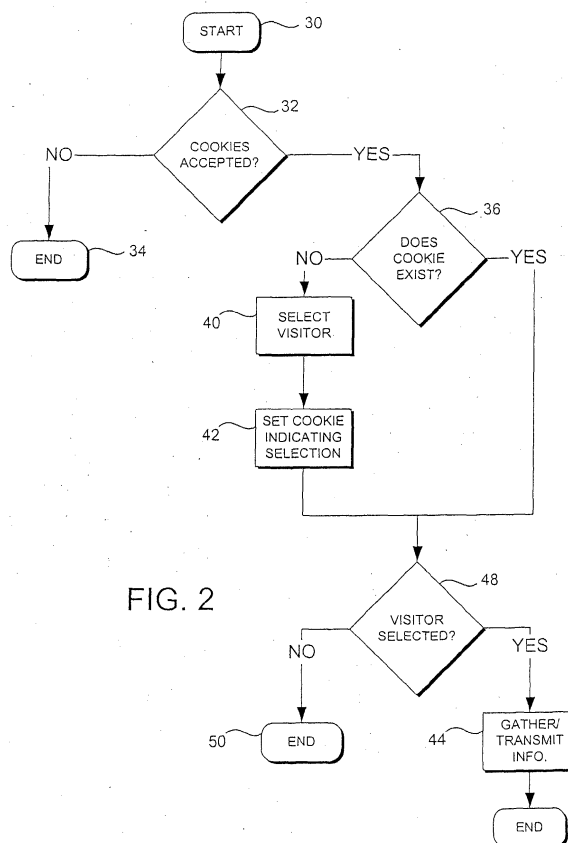 START
30
32
COOKIES
ACCEPTED?
NO
YES
34
END
36
DOES
COOKIE
EXIST?
NO
YES
40
SELECT
VISITOR
42
SET COOKIE
INDICATING
SELECTION
FIG. 2
48
VISITOR
SELECTED?
NO
YES
50
END
44
GATHER/
TRANSMIT
INFO.
END